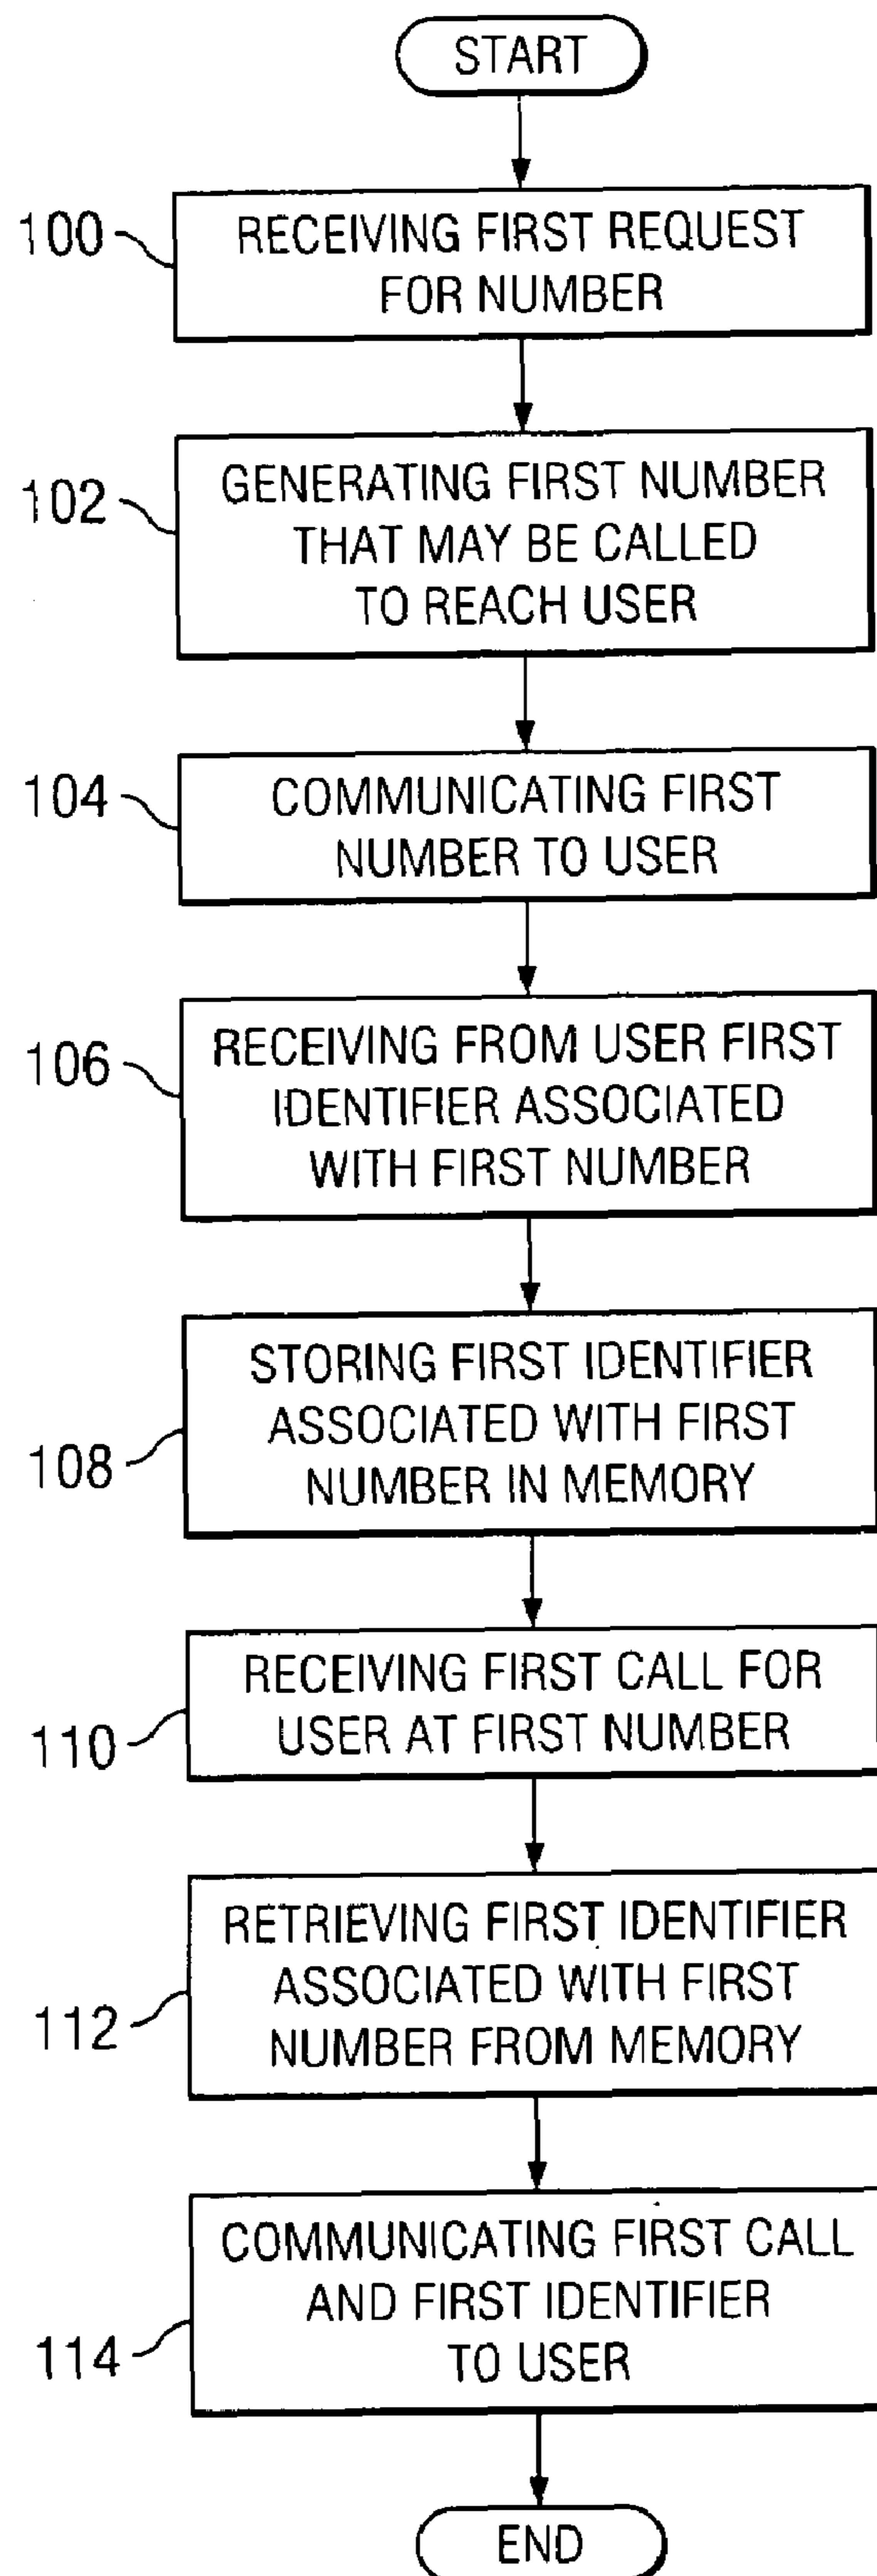 START
100
RECEIVING FIRST REQUEST
FOR NUMBER
102
GENERATING FIRST NUMBER
THAT MAY BE CALLED
TO REACH USER
104
COMMUNICATING FIRST
NUMBER TO USER
106
RECEIVING FROM USER FIRST
IDENTIFIER ASSOCIATED
WITH FIRST NUMBER
108
STORING FIRST IDENTIFIER
ASSOCIATED WITH FIRST
NUMBER IN MEMORY
110
RECEIVING FIRST CALL FOR
USER AT FIRST NUMBER
112
RETRIEVING FIRST IDENTIFIER
ASSOCIATED WITH FIRST
NUMBER FROM MEMORY
114
COMMUNICATING FIRST CALL
AND FIRST IDENTIFIER
TO USER
END